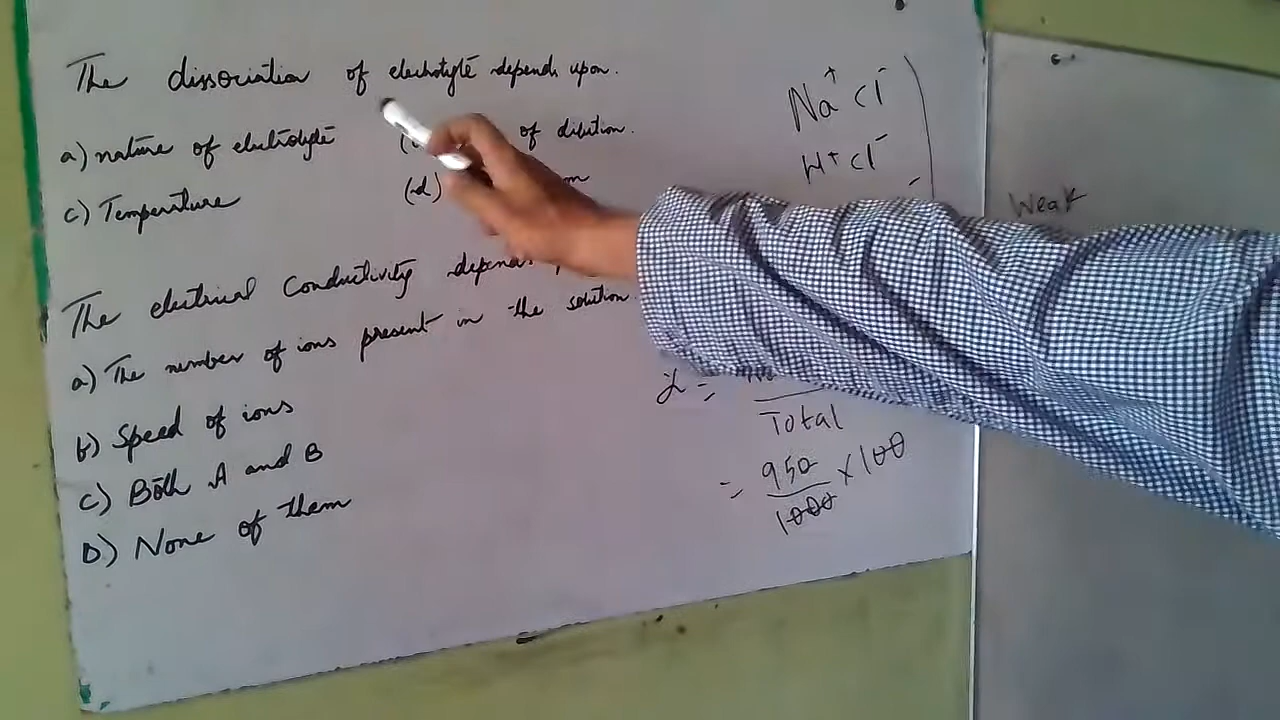 The dissociation of electrolyte depends upon.
a) nature of electrolyte ( of dilution.
c) Temperature (d)
The electrical Conductivity depends
a) The number of ions present in the solution.
b) Speed of ions
c) Both A and B
D) None of them
Na⁺ Cl⁻
H⁺ Cl⁻
Weak
α =
Total
= 950 × 100
1000